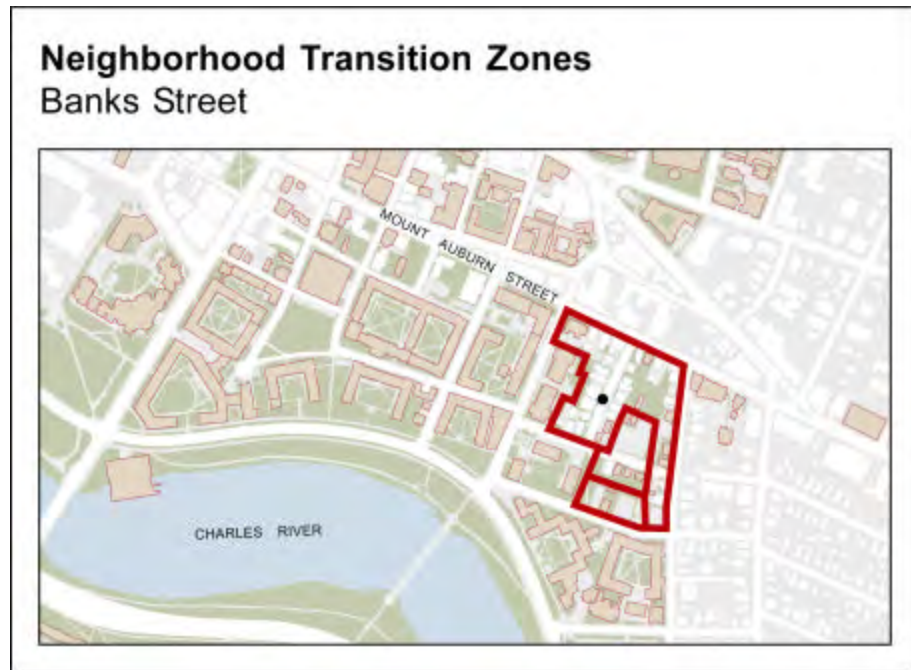 Neighborhood Transition Zones
Banks Street
MOUNT AUBURN STREET
CHARLES RIVER